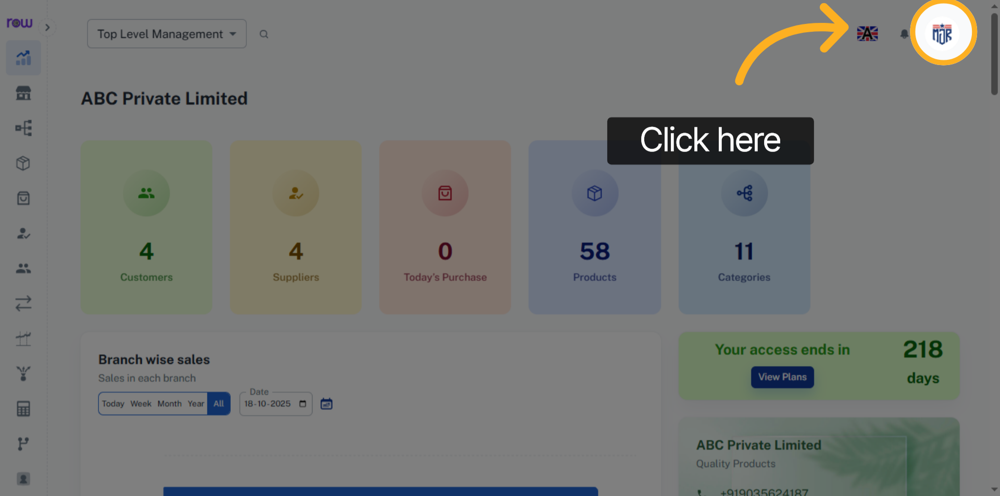 row
Top Level Management
A
MJR
ABC Private Limited
Click here
4
Customers
4
Suppliers
0
Today's Purchase
58
Products
11
Categories
Branch wise sales
Sales in each branch
Today Week Month Year All
Date
18-10-2025
Your access ends in
218
days
View Plans
ABC Private Limited
Quality Products
+919035624187